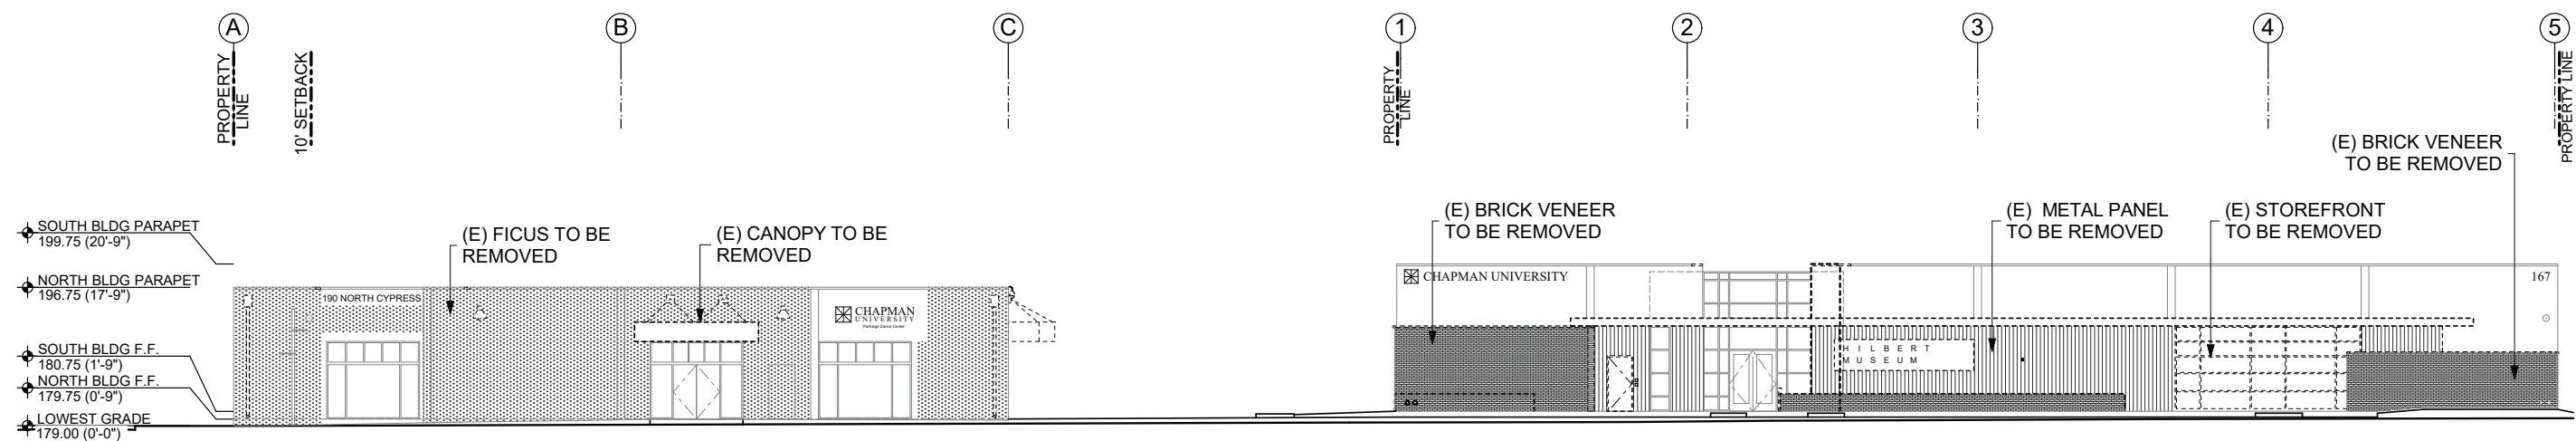 A
B
C
1
2
3
4
5
PROPERTY
LINE
10' SETBACK
PROPERTY
LINE
PROPERTY LINE
(E) BRICK VENEER
TO BE REMOVED
SOUTH BLDG PARAPET
199.75 (20'-9")
NORTH BLDG PARAPET
196.75 (17'-9")
SOUTH BLDG F.F.
180.75 (1'-9")
NORTH BLDG F.F.
179.75 (0'-9")
LOWEST GRADE
179.00 (0'-0")
(E) FICUS TO BE
REMOVED
(E) CANOPY TO BE
REMOVED
(E) BRICK VENEER
TO BE REMOVED
(E) METAL PANEL
TO BE REMOVED
(E) STOREFRONT
TO BE REMOVED
190 NORTH CYPRESS
CHAPMAN
UNIVERSITY
Partridge Dance Center
CHAPMAN UNIVERSITY
167
HILBERT
MUSEUM